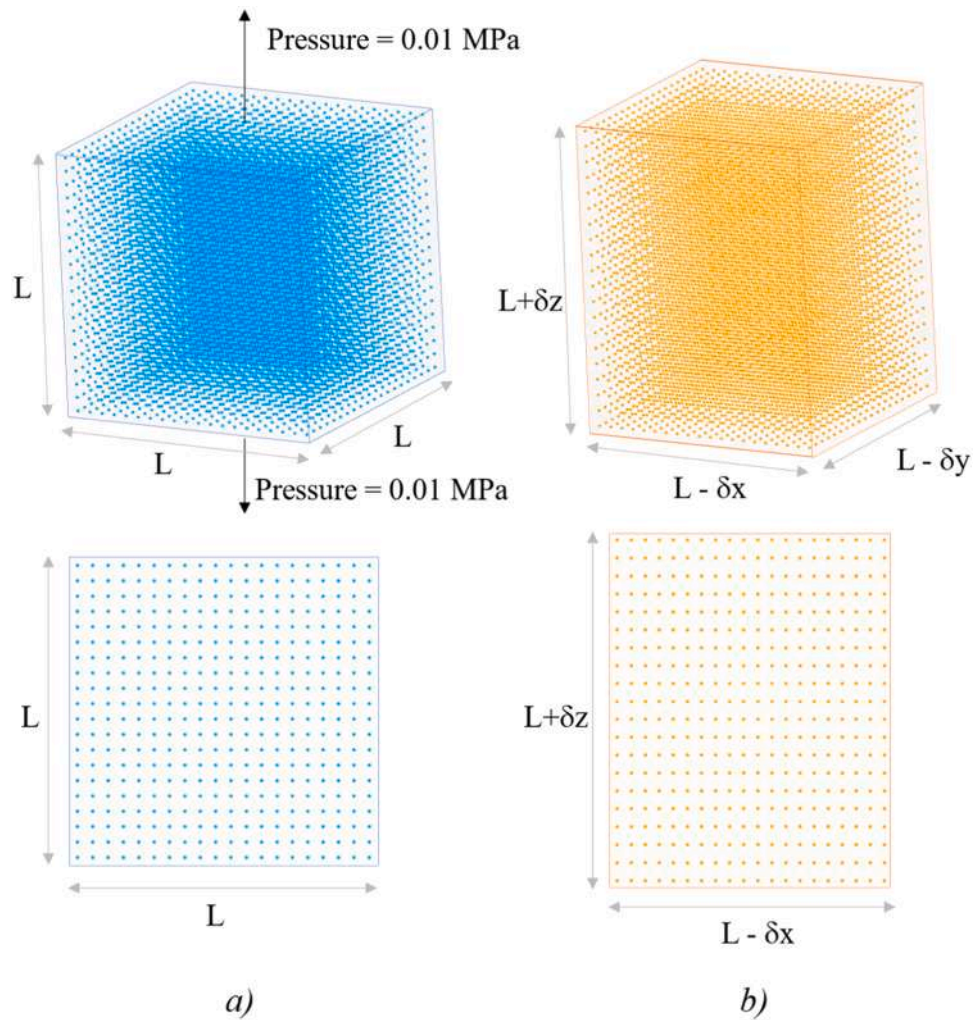 Pressure = 0.01 MPa
L
L
L
Pressure = 0.01 MPa
L+δz
L - δx
L - δy
L
L
L+δz
L - δx
a)
b)